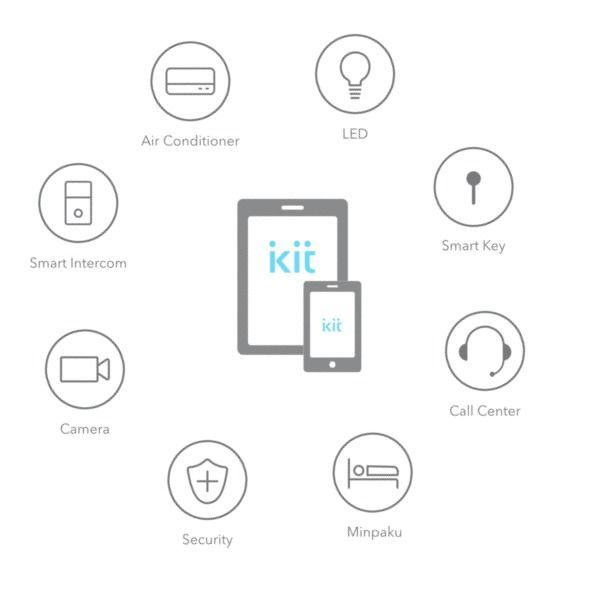 Air Conditioner
LED
Smart Intercom
Smart Key
kit
kit
Camera
Call Center
Security
Minpaku